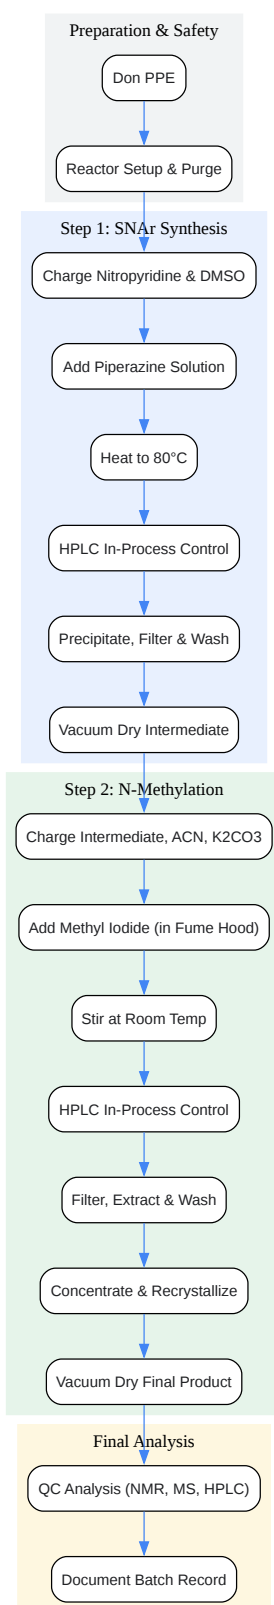 Preparation & Safety
Don PPE
Reactor Setup & Purge
Step 1: SNAr Synthesis
Charge Nitropyridine & DMSO
Add Piperazine Solution
Heat to 80°C
HPLC In-Process Control
Precipitate, Filter & Wash
Vacuum Dry Intermediate
Step 2: N-Methylation
Charge Intermediate, ACN, K2CO3
Add Methyl Iodide (in Fume Hood)
Stir at Room Temp
HPLC In-Process Control
Filter, Extract & Wash
Concentrate & Recrystallize
Vacuum Dry Final Product
Final Analysis
QC Analysis (NMR, MS, HPLC)
Document Batch Record